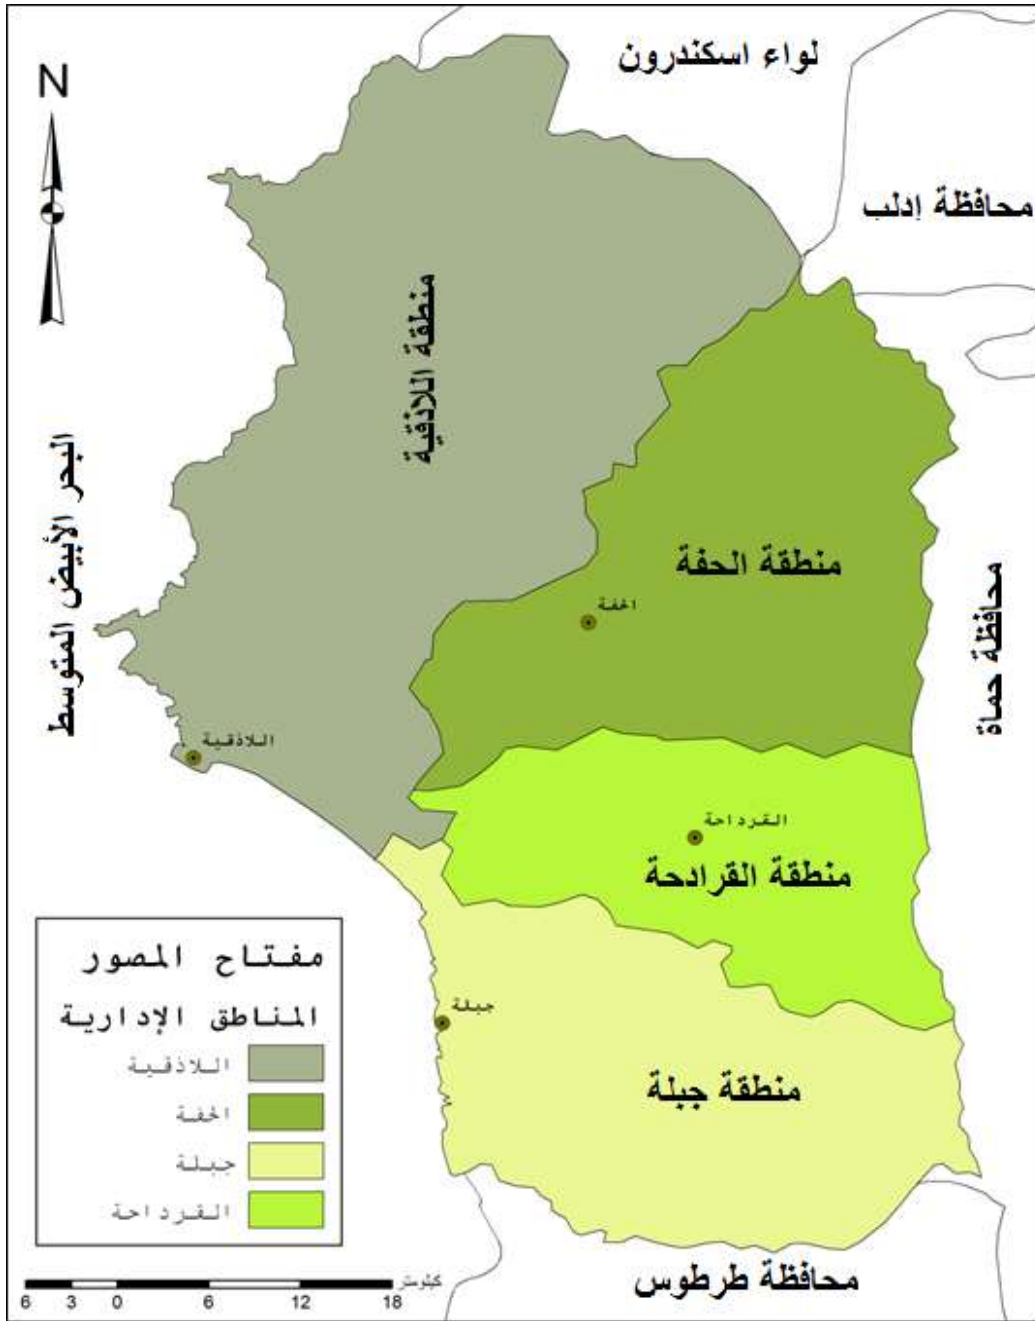 لواء اسكندرون
N
محافظة إدلب
منطقة اللاذقية
البحر الأبيض المتوسط
منطقة الحفة
الحفة
محافظة حماة
اللاذقية
القرداحة
منطقة القرادحة
جبلة
منطقة جبلة
محافظة طرطوس
مفتاح المصور
المناطق الإدارية
اللاذقية
الحفة
جبلة
القرداحة
كيلومتر
6 3 0 6 12 18